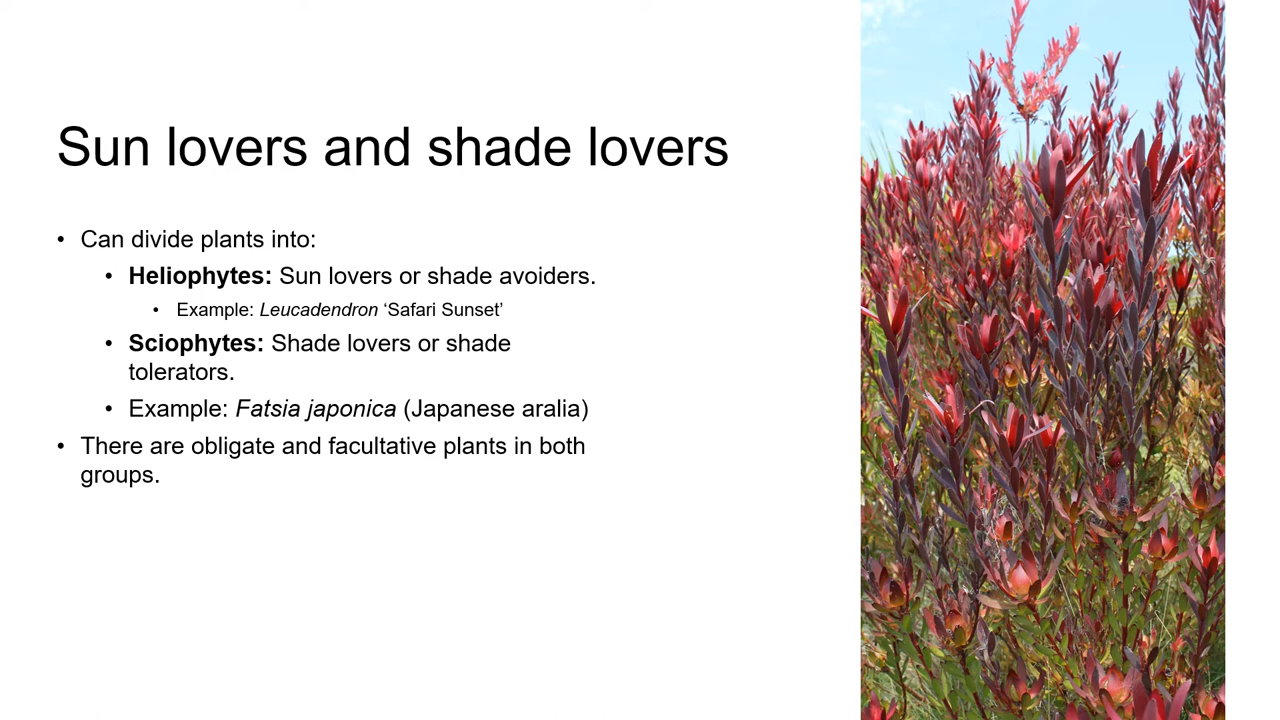 Sun lovers and shade lovers
• Can divide plants into:
• Heliophytes: Sun lovers or shade avoiders.
• Example: Leucadendron ‘Safari Sunset’
• Sciophytes: Shade lovers or shade
tolerators.
• Example: Fatsia japonica (Japanese aralia)
• There are obligate and facultative plants in both
groups.